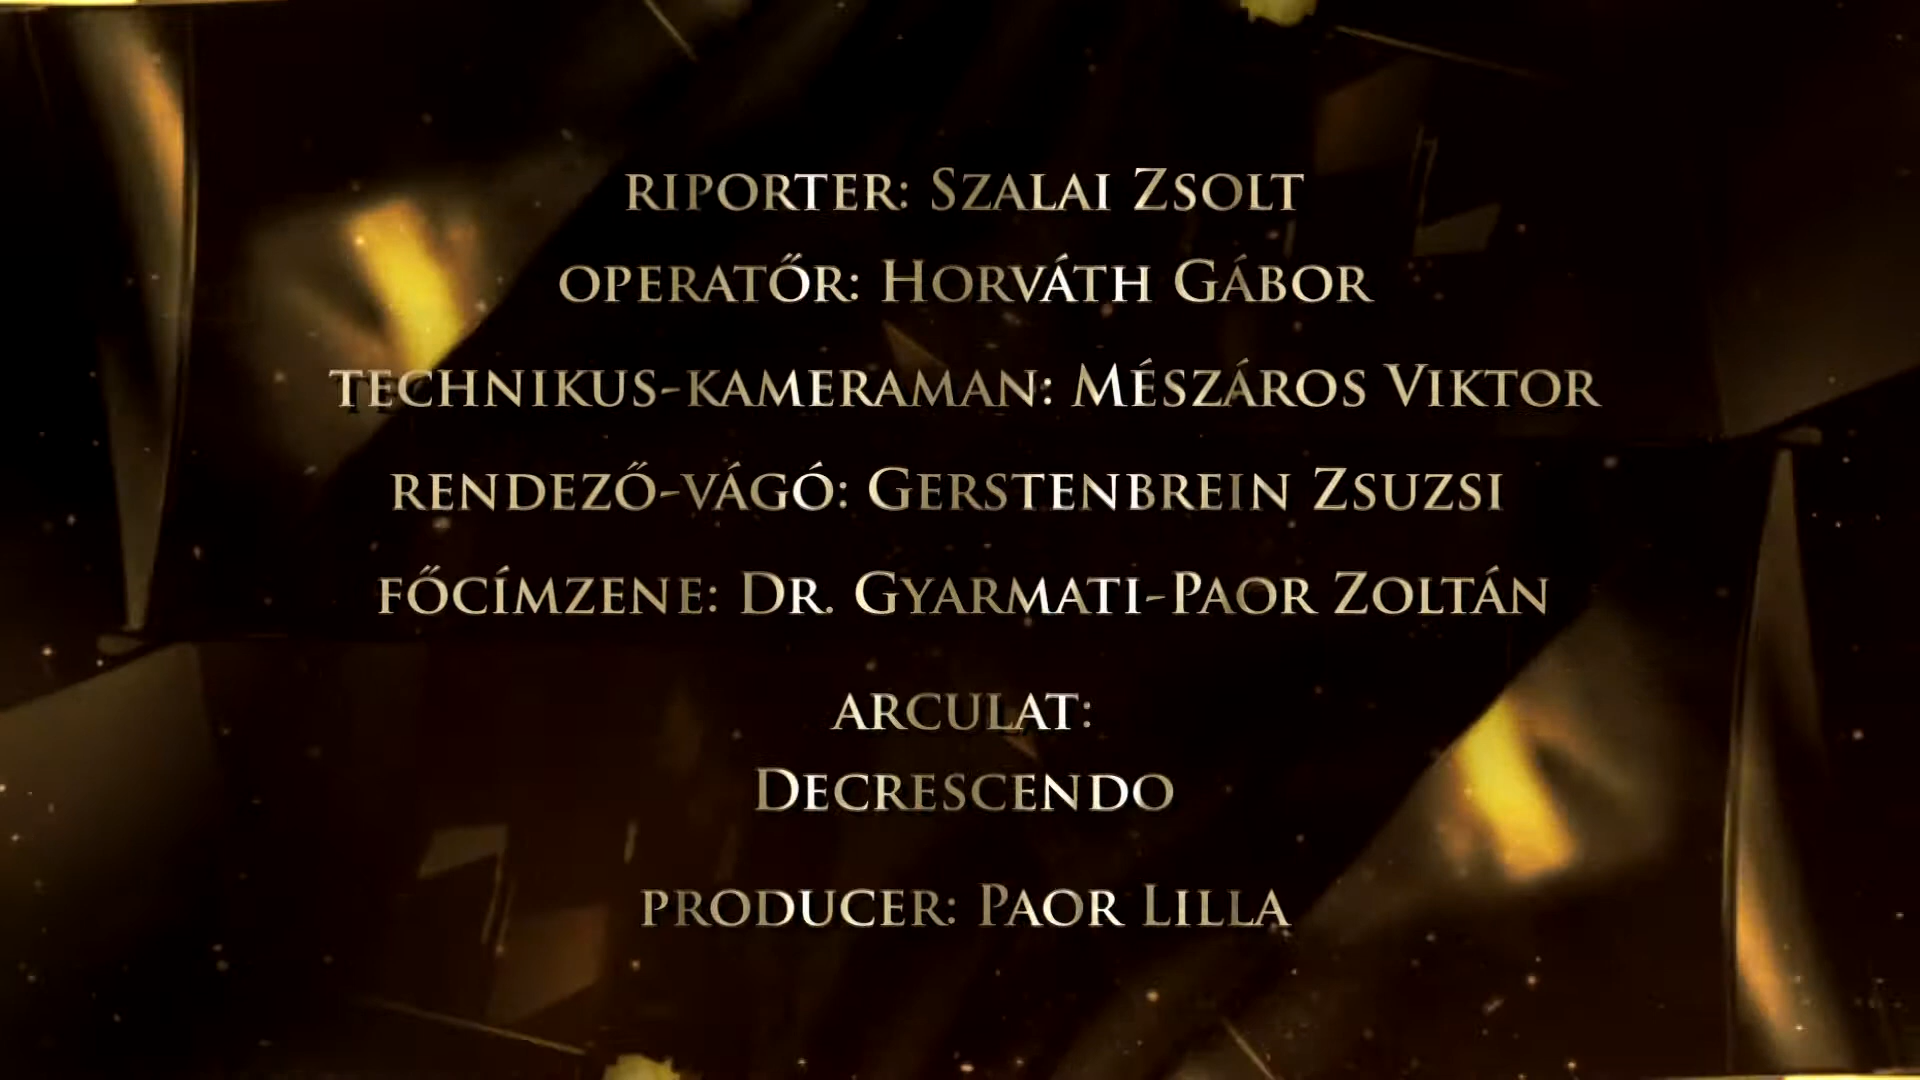 riporter: Szalai Zsolt
operatőr: Horváth Gábor
technikus-kameraman: Mészáros Viktor
rendező-vágó: Gerstenbrein Zsuzsi
főcímzene: Dr. Gyarmati-Paor Zoltán
arculat:
Decrescendo
producer: Paor Lilla